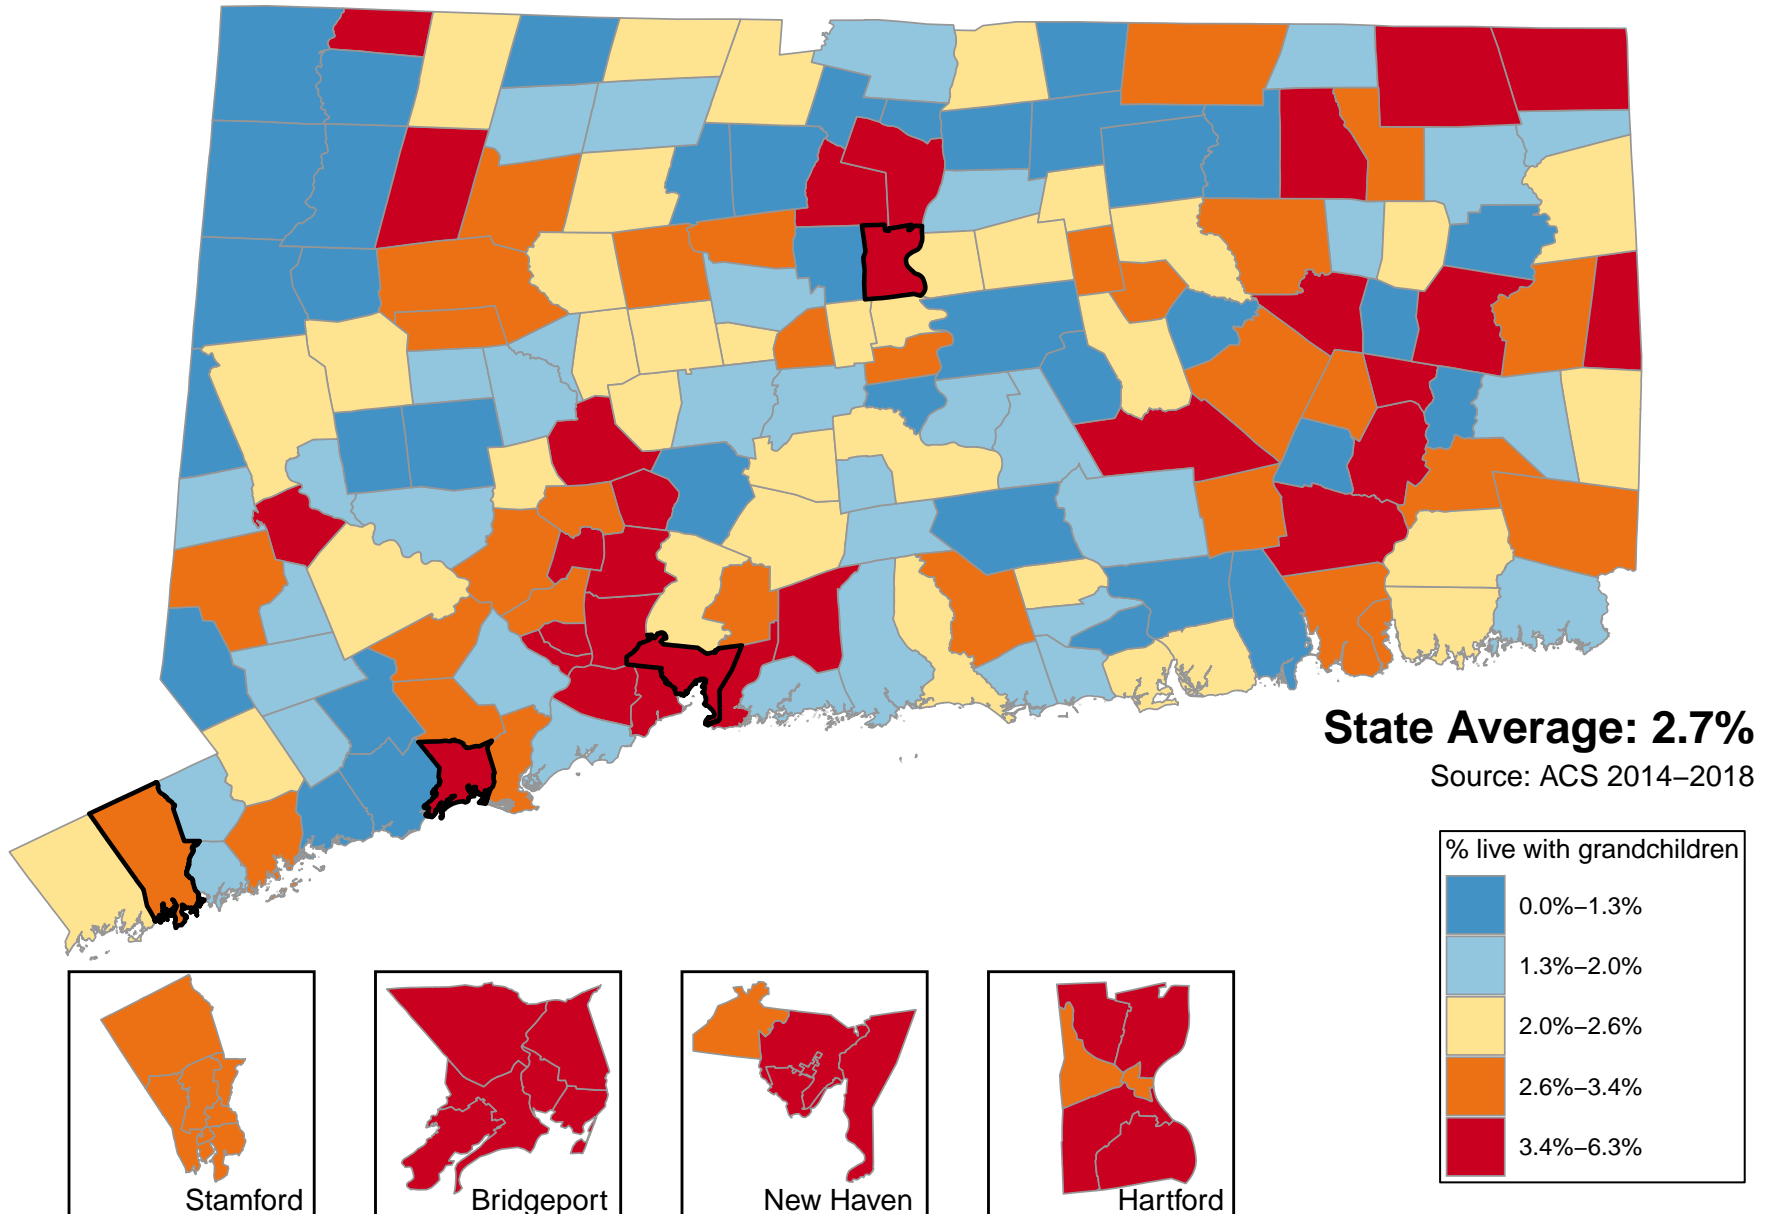 State Average: 2.7%
Source: ACS 2014–2018
% live with grandchildren
0.0%–1.3%
1.3%–2.0%
2.0%–2.6%
2.6%–3.4%
3.4%–6.3%
Stamford
Bridgeport
New Haven
Hartford